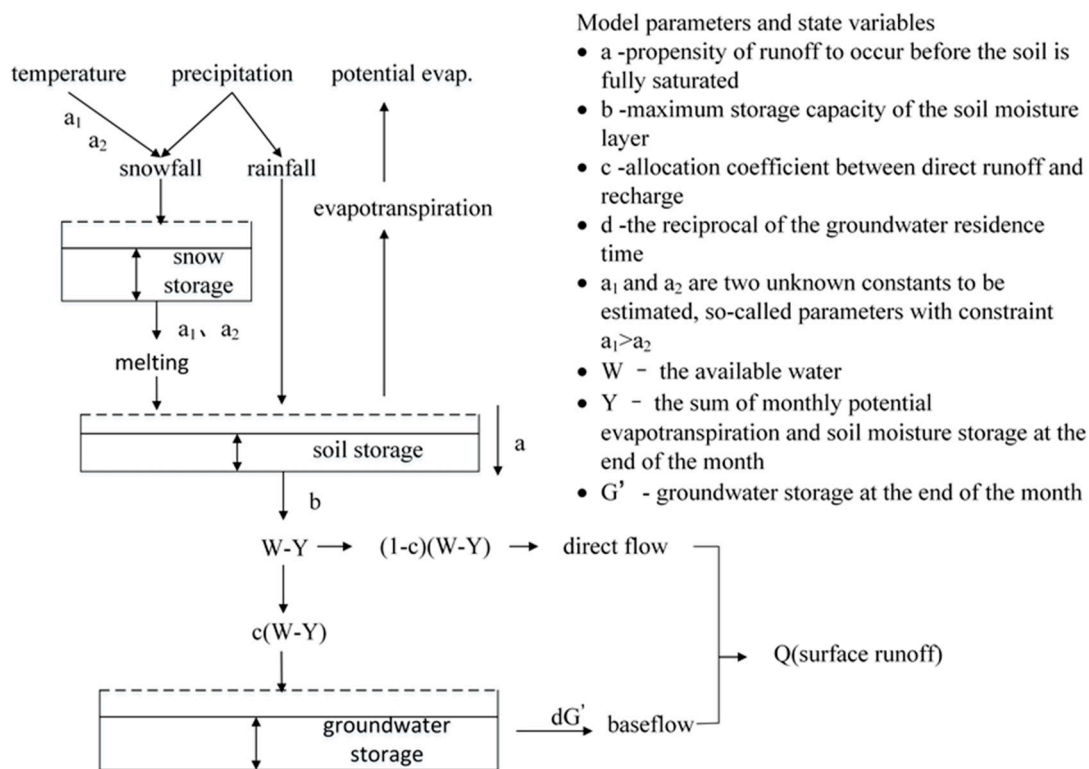 temperature precipitation potential evap.
a₁
a₂
snowfall rainfall
evapotranspiration
snow
storage
a₁、a₂
melting
soil storage
a
b
W-Y (1-c)(W-Y) direct flow
c(W-Y)
Q(surface runoff)
groundwater
storage
dG’
baseflow
Model parameters and state variables
• a -propensity of runoff to occur before the soil is
fully saturated
• b -maximum storage capacity of the soil moisture
layer
• c -allocation coefficient between direct runoff and
recharge
• d -the reciprocal of the groundwater residence
time
• a₁ and a₂ are two unknown constants to be
estimated, so-called parameters with constraint
a₁>a₂
• W － the available water
• Y － the sum of monthly potential
evapotranspiration and soil moisture storage at the
end of the month
• G’ - groundwater storage at the end of the month